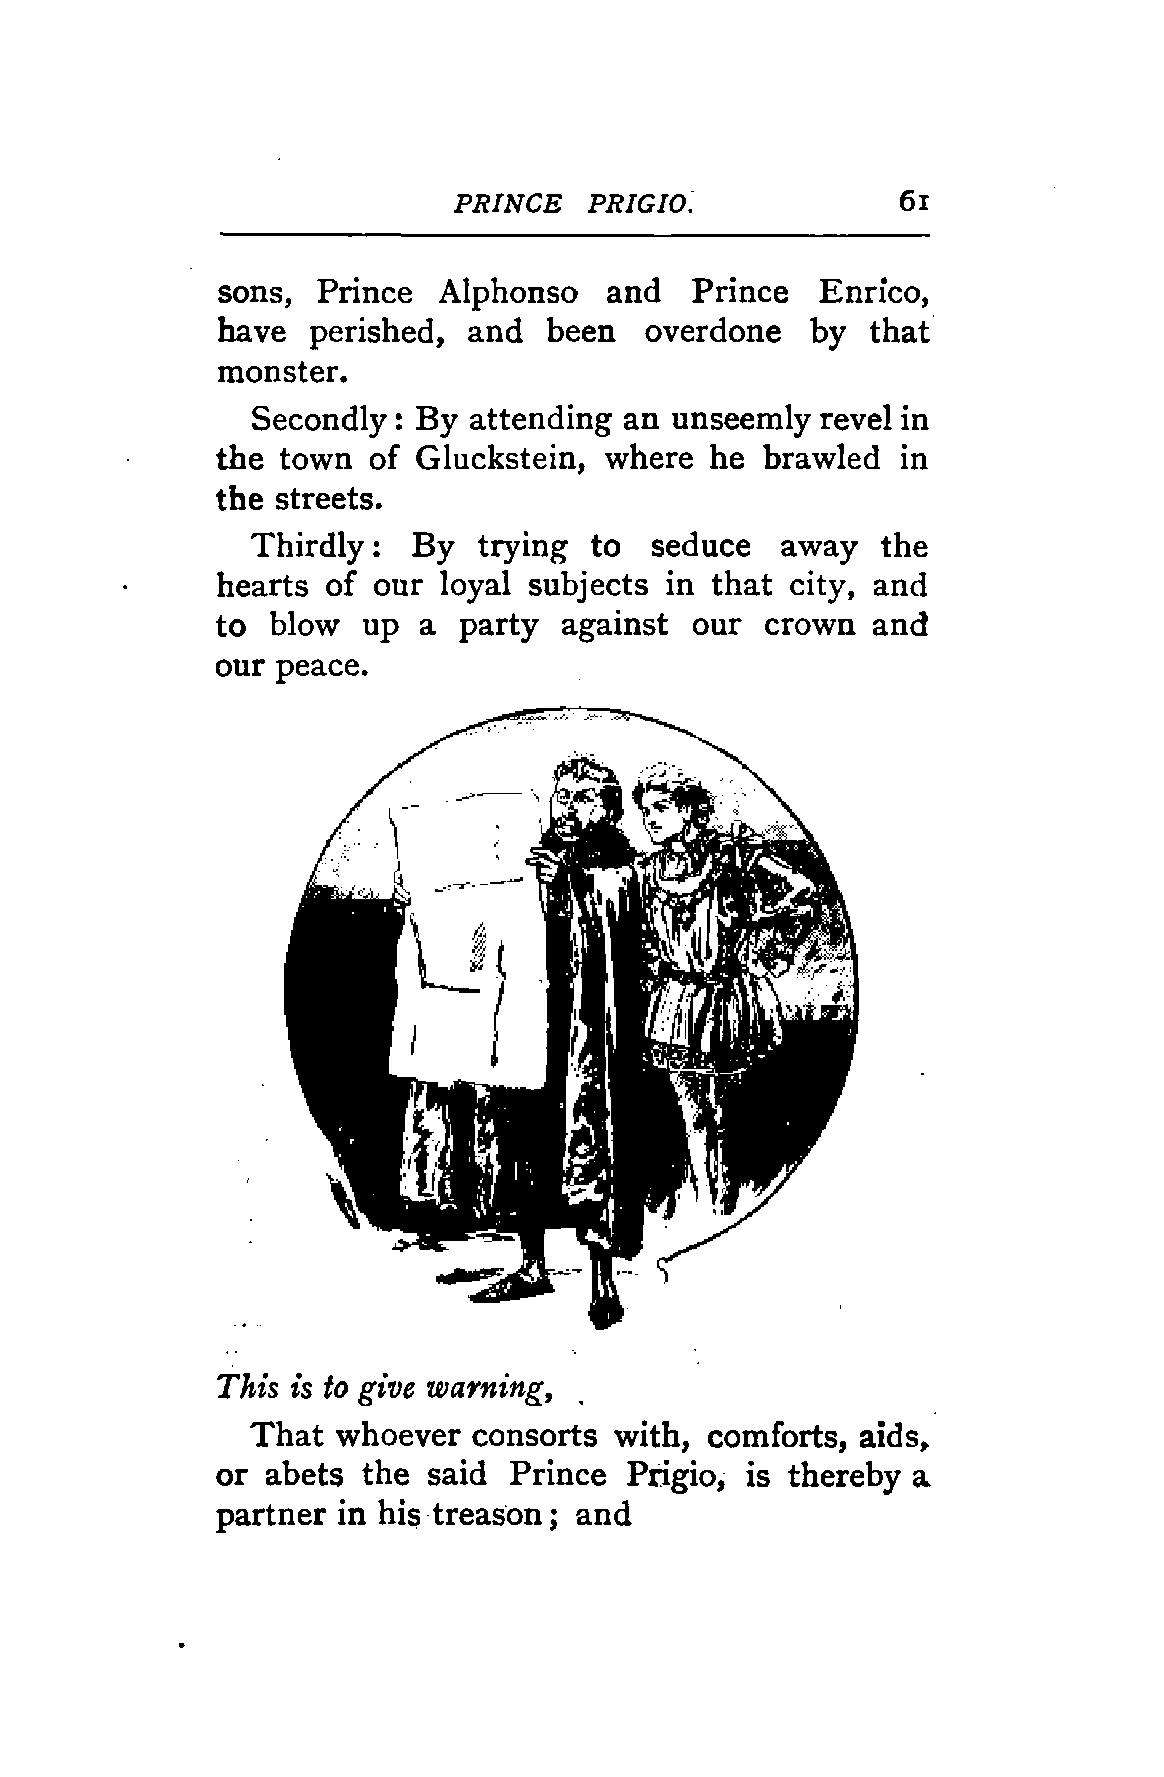 PRINCE PRIGIO. 61
sons, Prince Alphonso and Prince Enrico,
have perished, and been overdone by that
monster.
Secondly: By attending an unseemly revel in
the town of Gluckstein, where he brawled in
the streets.
Thirdly: By trying to seduce away the
hearts of our loyal subjects in that city, and
to blow up a party against our crown and
our peace.
This is to give warning,
That whoever consorts with, comforts, aids,
or abets the said Prince Prigio, is thereby a
partner in his treason; and